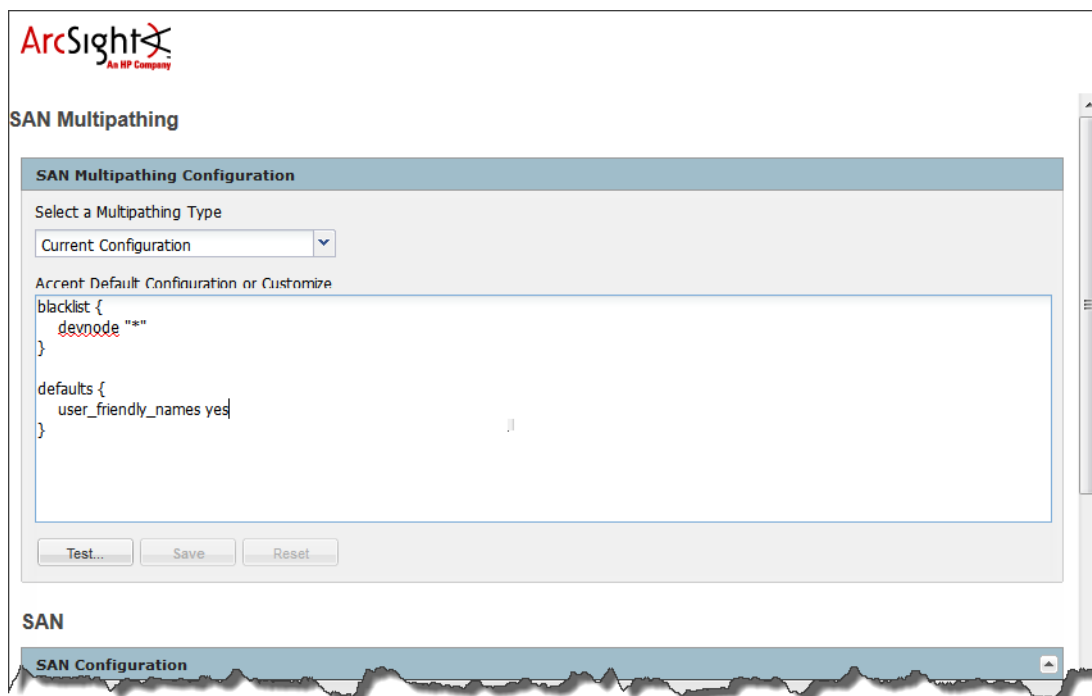 ArcSight
An HP Company
SAN Multipathing
SAN Multipathing Configuration
Select a Multipathing Type
Current Configuration
Accent Default Configuration or Customize
blacklist {
devnode "*"
}
defaults {
user_friendly_names yes
}
Test...
Save
Reset
SAN
SAN Configuration